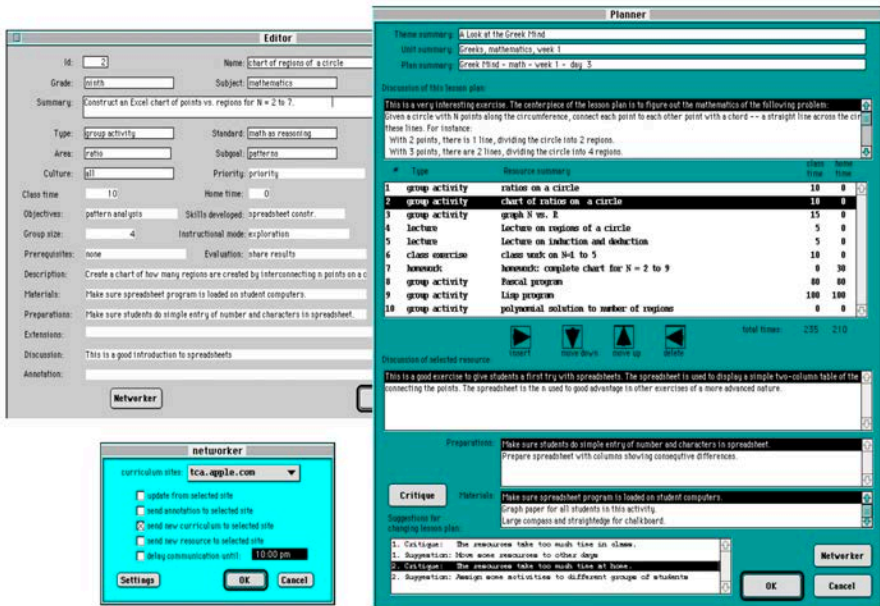 Editor
Id: 2 Name: chart of regions of a circle
Grade: ninth Subject: mathematics
Summary: Construct an Excel chart of points vs. regions for N = 2 to 7.
Type: group activity Standard: math as reasoning
Area: ratio Subgoal: patterns
Culture: all Priority: priority
Class time 10 Home time: 0
Objectives: pattern analysis Skills developed: spreadsheet constr.
Group size: 4 Instructional mode: exploration
Prerequisites: none Evaluation: share results
Description: Create a chart of how many regions are created by interconnecting n points on a c
Materials: Make sure spreadsheet program is loaded on student computers.
Preparations: Make sure students do simple entry of number and characters in spreadsheet.
Extensions:
Discussion: This is a good introduction to spreadsheets
Annotation:
Networker
networker
curriculum sites: tca.apple.com
update from selected site
send annotation to selected site
send new curriculum to selected site
send new resource to selected site
delay communication until: 10:00 pm
Settings OK Cancel
Planner
Theme summary: A Look at the Greek Mind
Unit summary: Greeks, mathematics, week 1
Plan summary: Greek Mind - math - week 1 - day 3
Discussion of this lesson plan:
This is a very interesting exercise. The centerpiece of the lesson plan is to figure out the mathematics of the following problem:
Given a circle with N points along the circumference, connect each point to each other point with a chord -- a straight line across the cir
these lines. For instance:
With 2 points, there is 1 line, dividing the circle into 2 regions.
With 3 points, there are 2 lines, dividing the circle into 4 regions.
# Type Resource summary class time home time
1 group activity ratios on a circle 10 0
2 group activity chart of ratios on a circle 10 0
3 group activity graph N vs. R 15 0
4 lecture Lecture on regions of a circle 5 0
5 lecture Lecture on induction and deduction 5 0
6 class exercise class work on N=1 to 5 10 0
7 homework homework: complete chart for N = 2 to 9 0 30
8 group activity Pascal program 80 80
9 group activity Lisp program 100 100
10 group activity polynomial solution to number of regions 0 0
insert move down move up delete total times: 235 210
Discussion of selected resource:
This is a good exercise to give students a first try with spreadsheets. The spreadsheet is used to display a simple two-column table of the
connecting the points. The spreadsheet is the n used to good advantage in other exercises of a more advanced nature.
Preparations: Make sure students do simple entry of number and characters in spreadsheet.
Prepare spreadsheet with columns showing consequtive differences.
Critique
Materials: Make sure spreadsheet program is loaded on student computers.
Graph paper for all students in this activity.
Large compass and straightedge for chalkboard.
Suggestions for
changing lesson plan:
1. Critique: The resources take too much time in class.
1. Suggestion: Move some resources to other days
2. Critique: The resources take too much time at home.
2. Suggestion: Assign some activities to different groups of students
Networker
OK Cancel